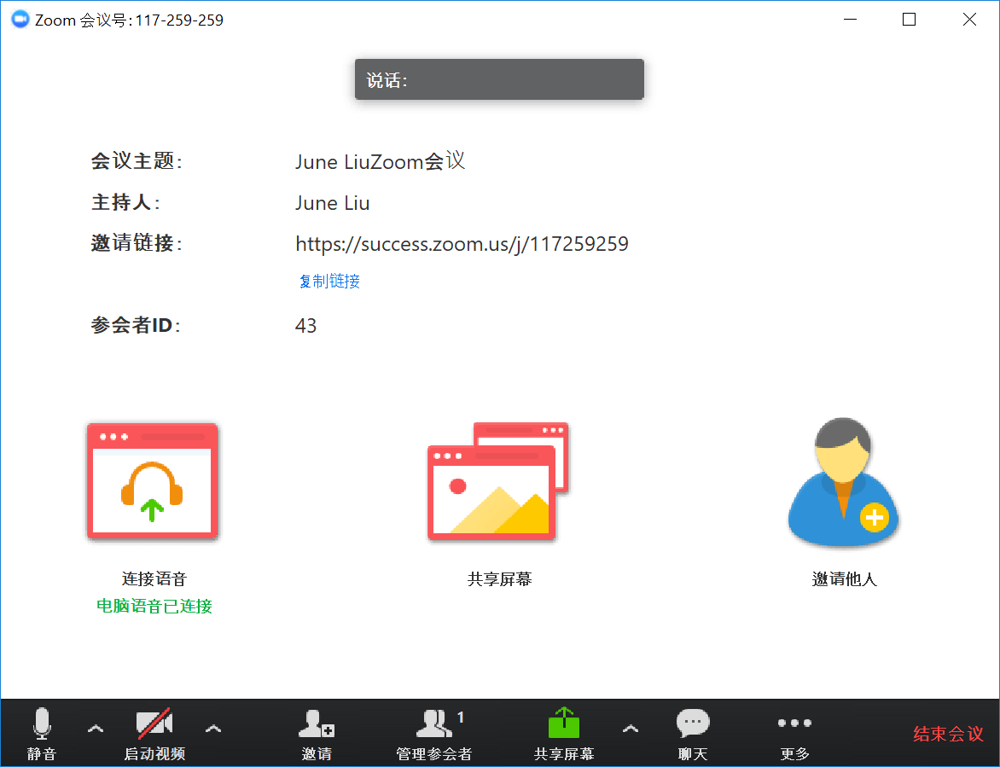 Zoom 会议号: 117-259-259
说话:
会议主题: June LiuZoom会议
主持人: June Liu
邀请链接: https://success.zoom.us/j/117259259
复制链接
参会者ID: 43
连接语音 共享屏幕 邀请他人
电脑语音已连接
1
静音 启动视频 邀请 管理参会者 共享屏幕 聊天 更多 结束会议